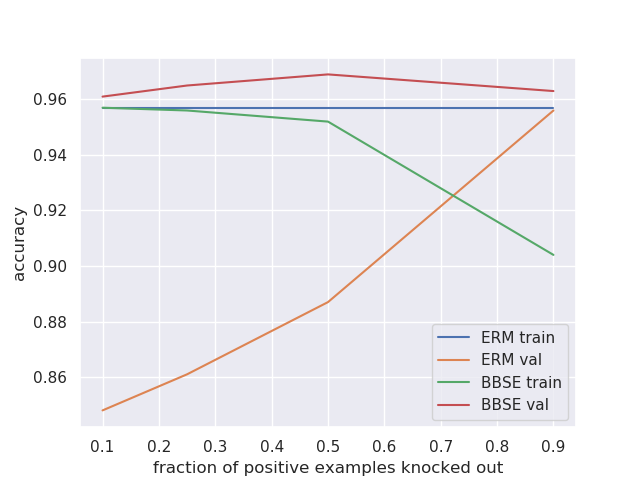 0.96
0.94
0.92
0.90
0.88
0.86
accuracy
0.1 0.2 0.3 0.4 0.5 0.6 0.7 0.8 0.9
fraction of positive examples knocked out
ERM train
ERM val
BBSE train
BBSE val